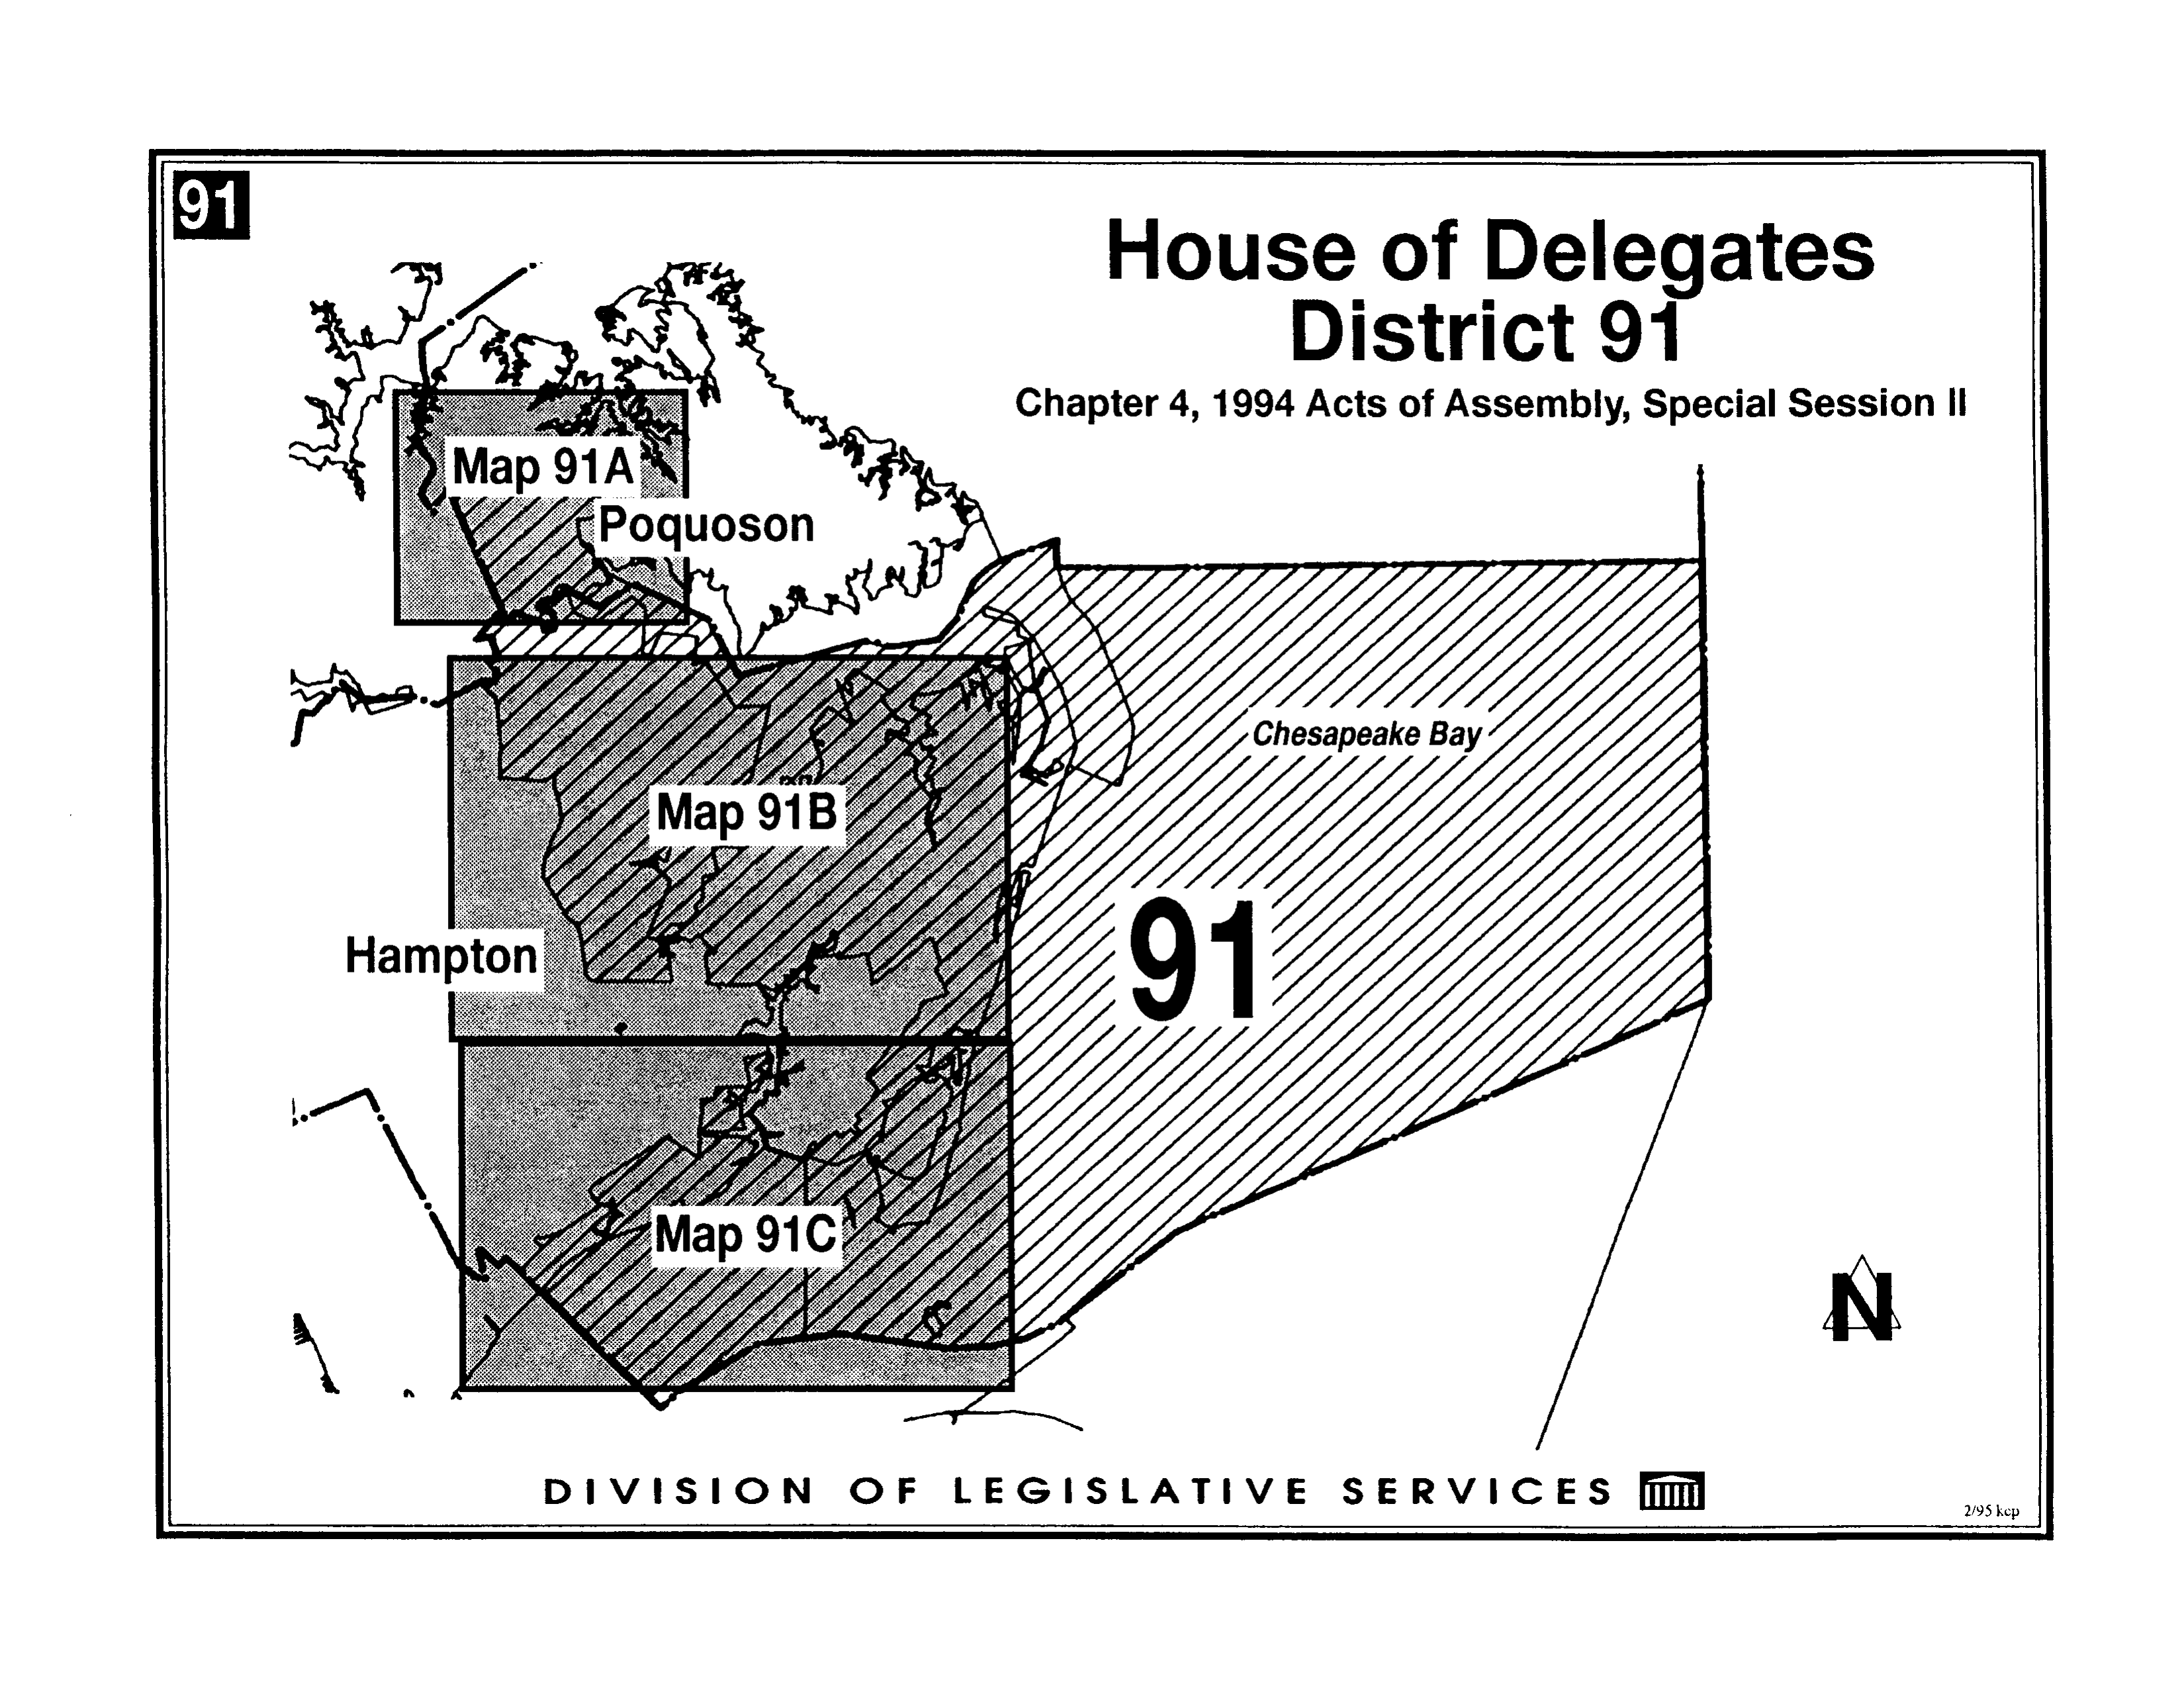 91
House of Delegates
District 91
Chapter 4, 1994 Acts of Assembly, Special Session II
Map 91A
Poquoson
Chesapeake Bay
Map 91B
91
Hampton
Map 91C
N
DIVISION OF LEGISLATIVE SERVICES
2/95 kcp